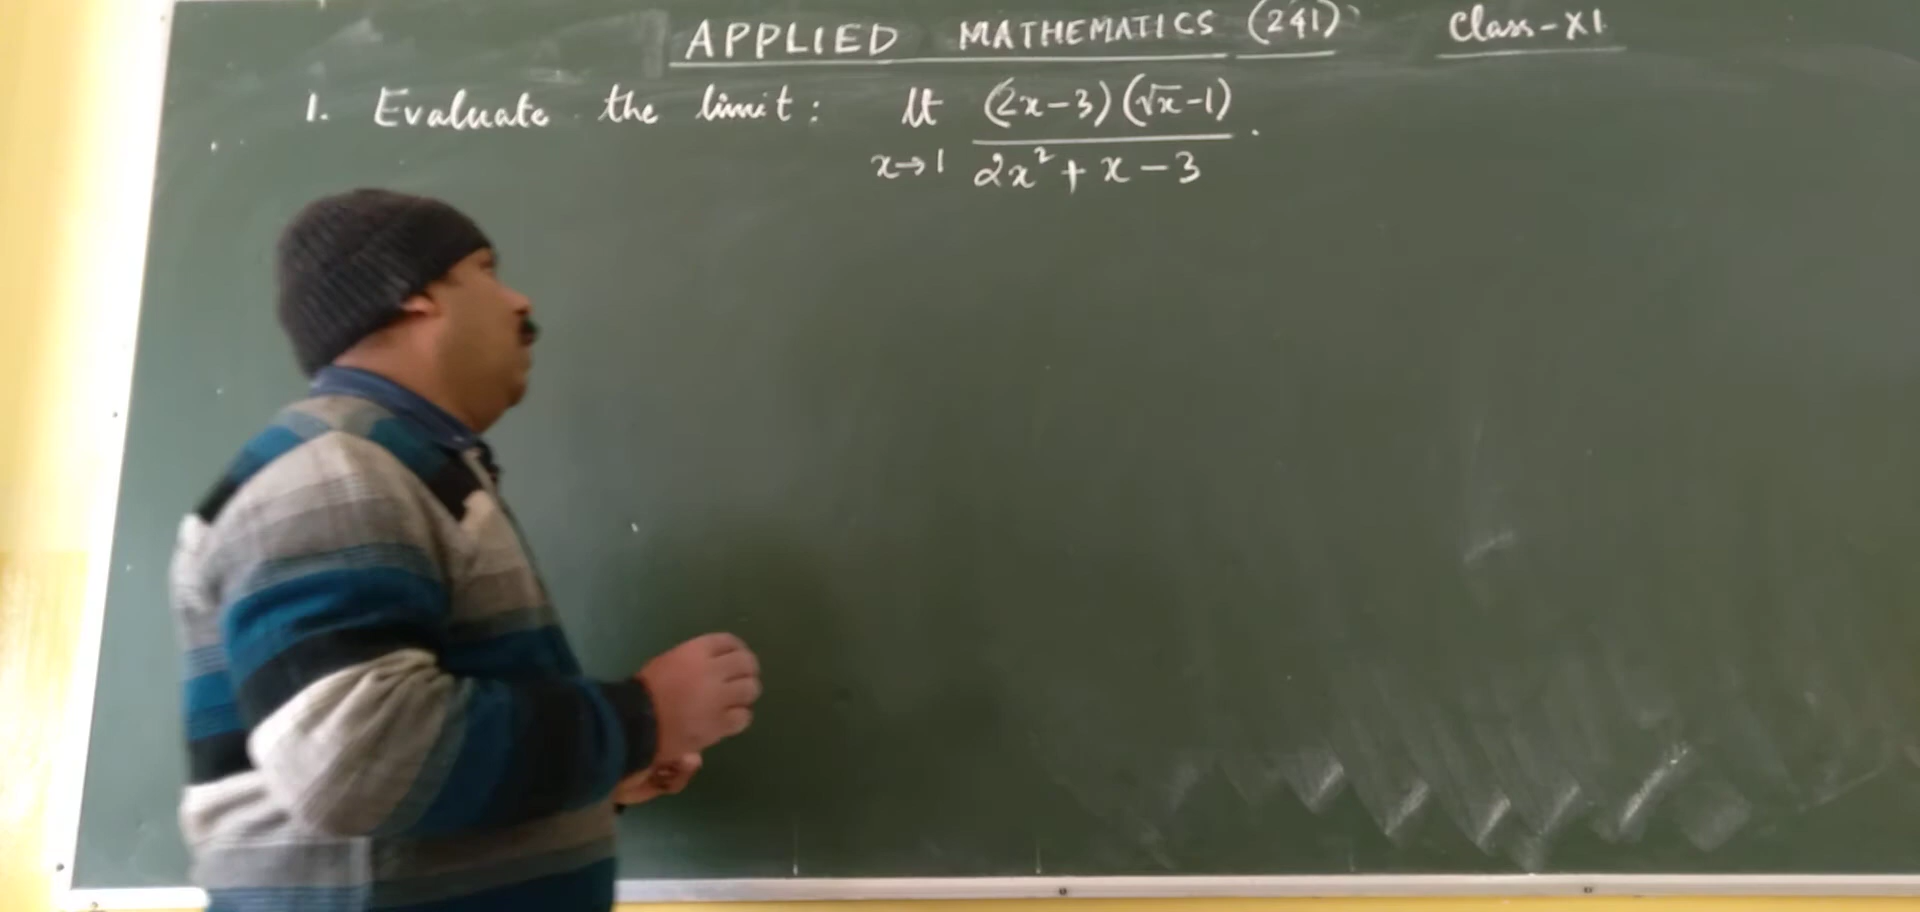 APPLIED MATHEMATICS (241) Class-XI
1. Evaluate the limit: lt (2x-3)(√x-1)
x→1 2x²+x-3